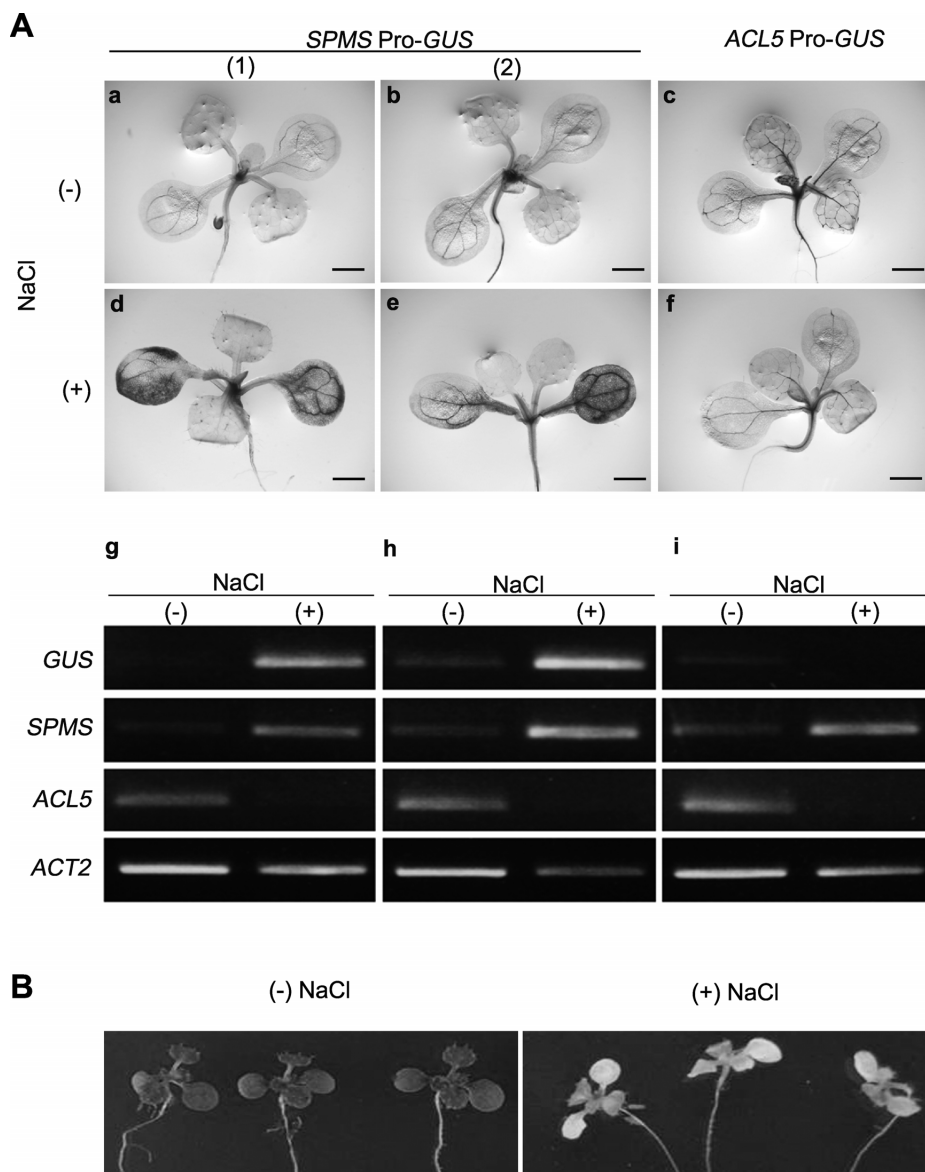 A
SPMS Pro-GUS
ACL5 Pro-GUS
(1)
(2)
a
b
c
NaCl
(-)
d
e
f
(+)
g
h
i
NaCl
NaCl
NaCl
(-)
(+)
(-)
(+)
(-)
(+)
GUS
SPMS
ACL5
ACT2
B
(-) NaCl
(+) NaCl